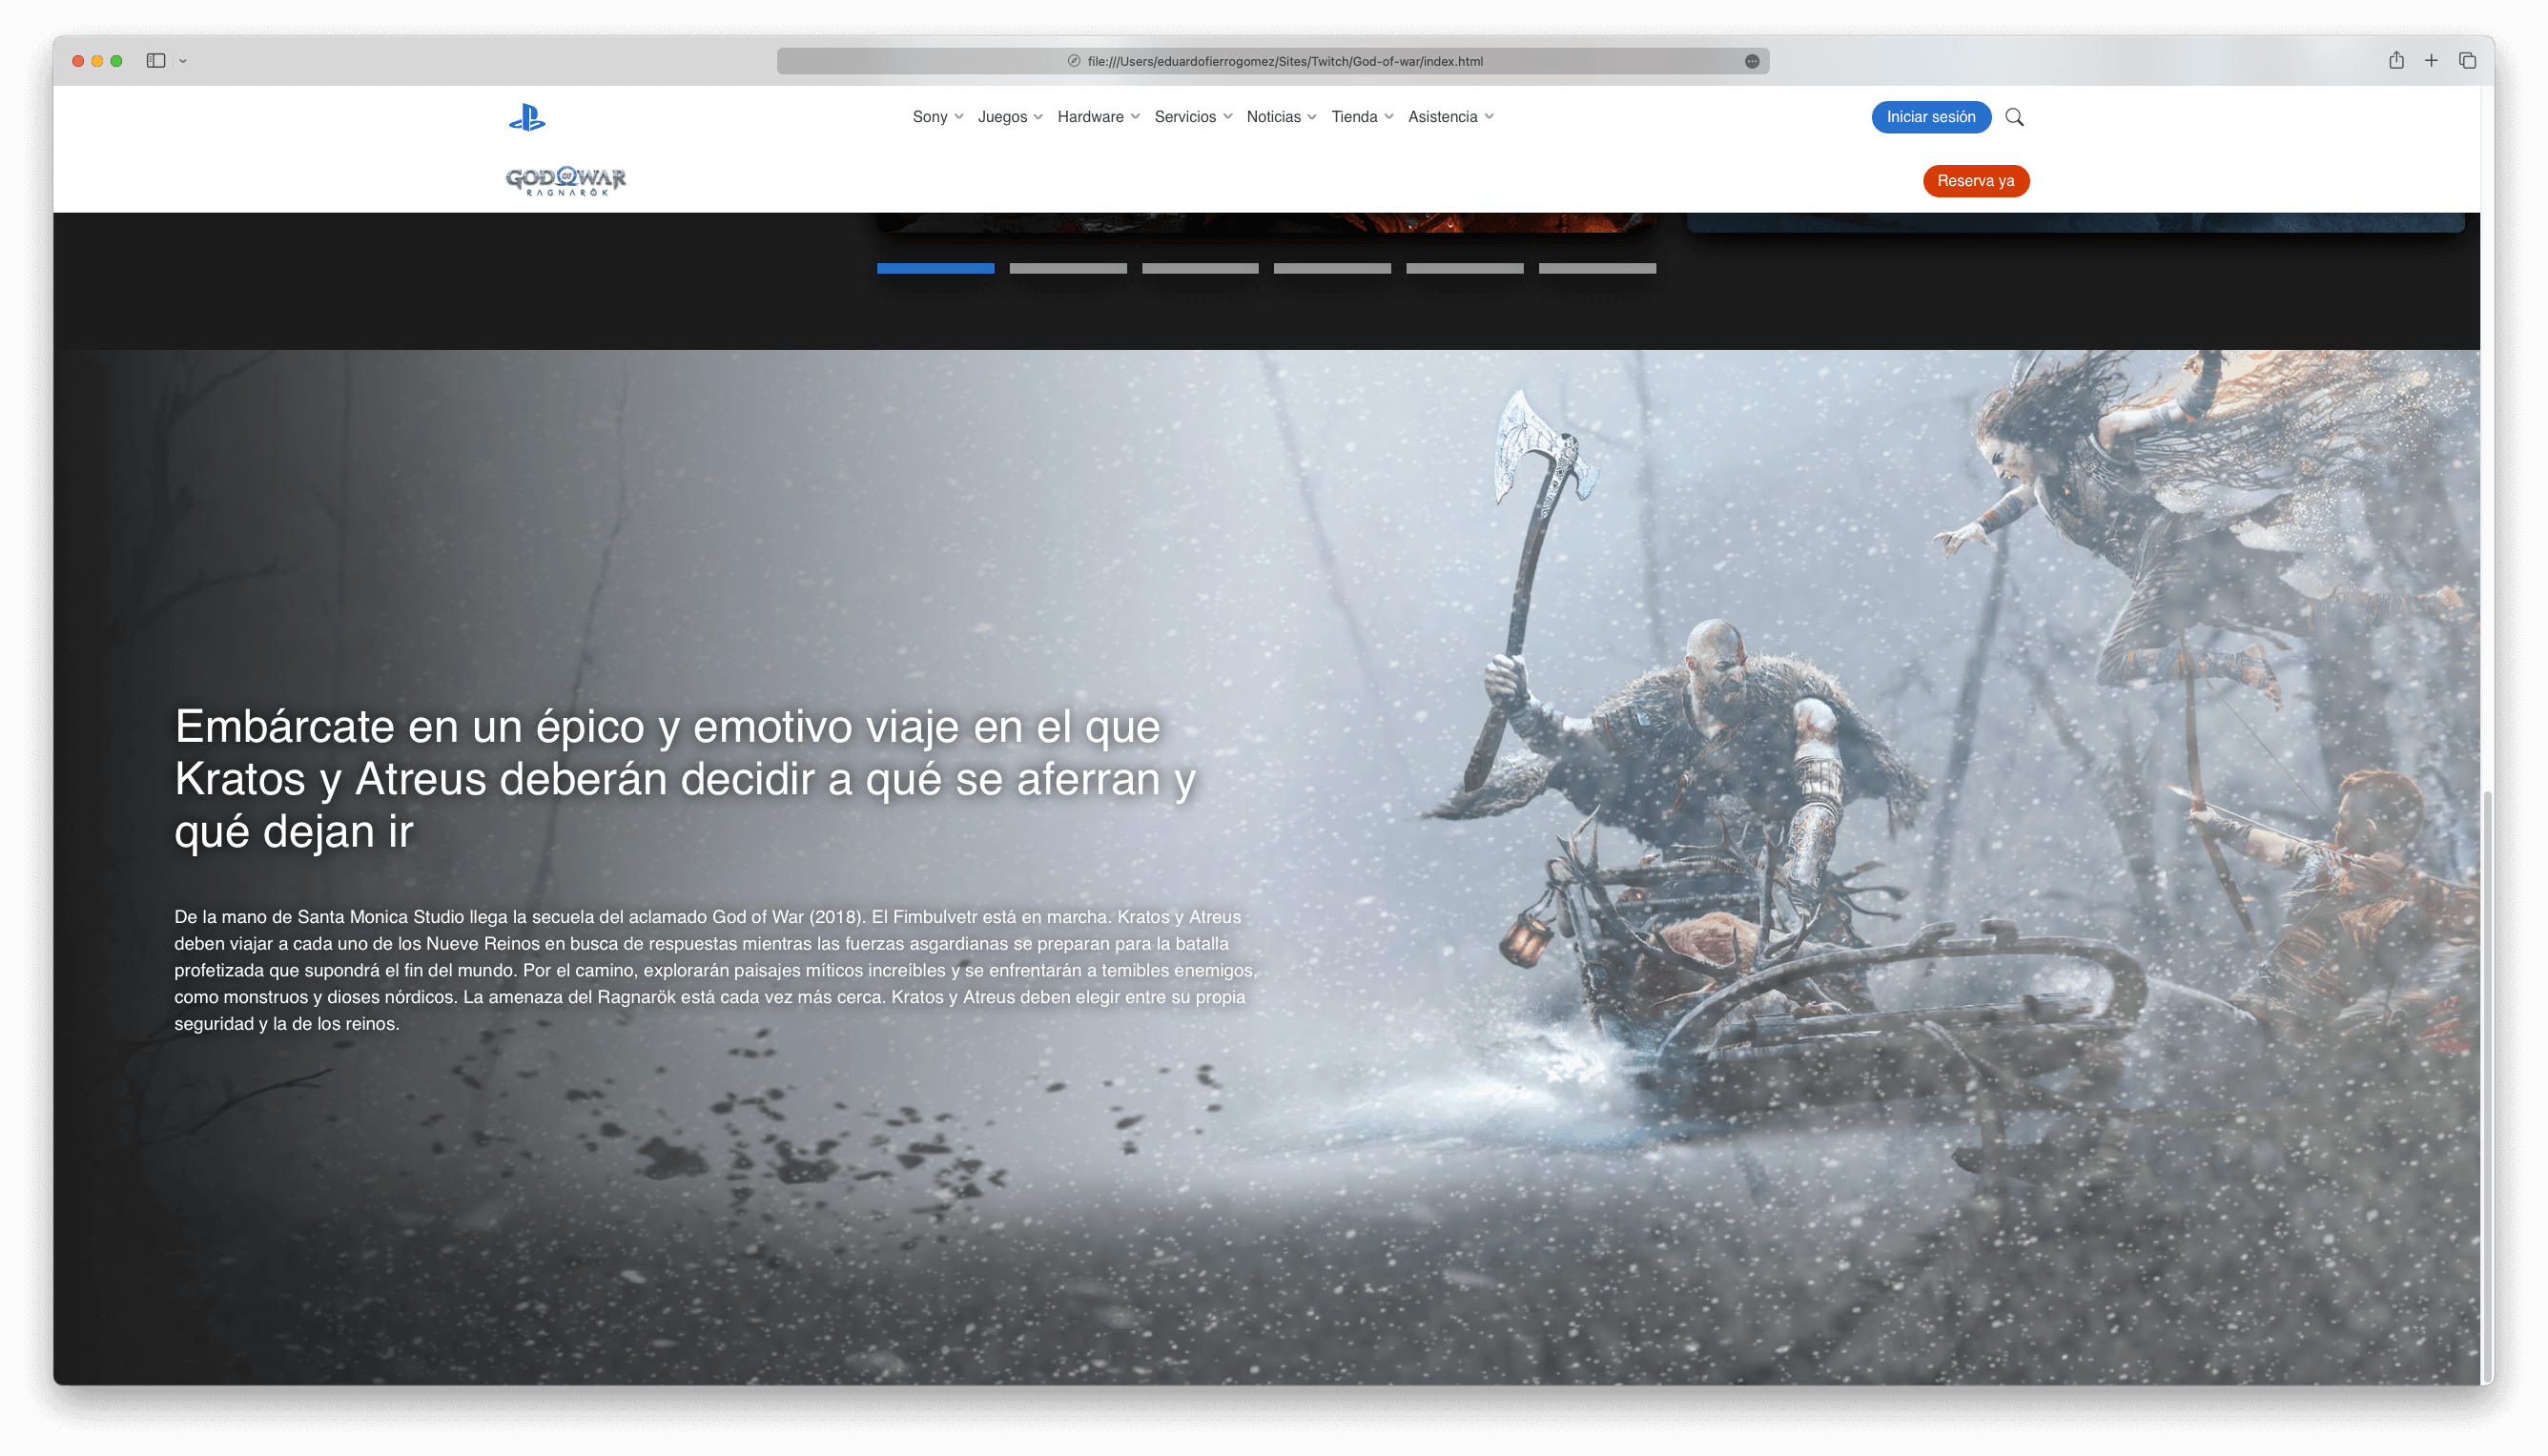 file:///Users/eduardofierrogomez/Sites/Twitch/God-of-war/index.html
Sony Juegos Hardware Servicios Noticias Tienda Asistencia Iniciar sesión
GOD OF WAR
RAGNARÖK
Reserva ya
Embárcate en un épico y emotivo viaje en el que
Kratos y Atreus deberán decidir a qué se aferran y
qué dejan ir
De la mano de Santa Monica Studio llega la secuela del aclamado God of War (2018). El Fimbulvetr está en marcha. Kratos y Atreus
deben viajar a cada uno de los Nueve Reinos en busca de respuestas mientras las fuerzas asgardianas se preparan para la batalla
profetizada que supondrá el fin del mundo. Por el camino, explorarán paisajes míticos increíbles y se enfrentarán a temibles enemigos,
como monstruos y dioses nórdicos. La amenaza del Ragnarök está cada vez más cerca. Kratos y Atreus deben elegir entre su propia
seguridad y la de los reinos.